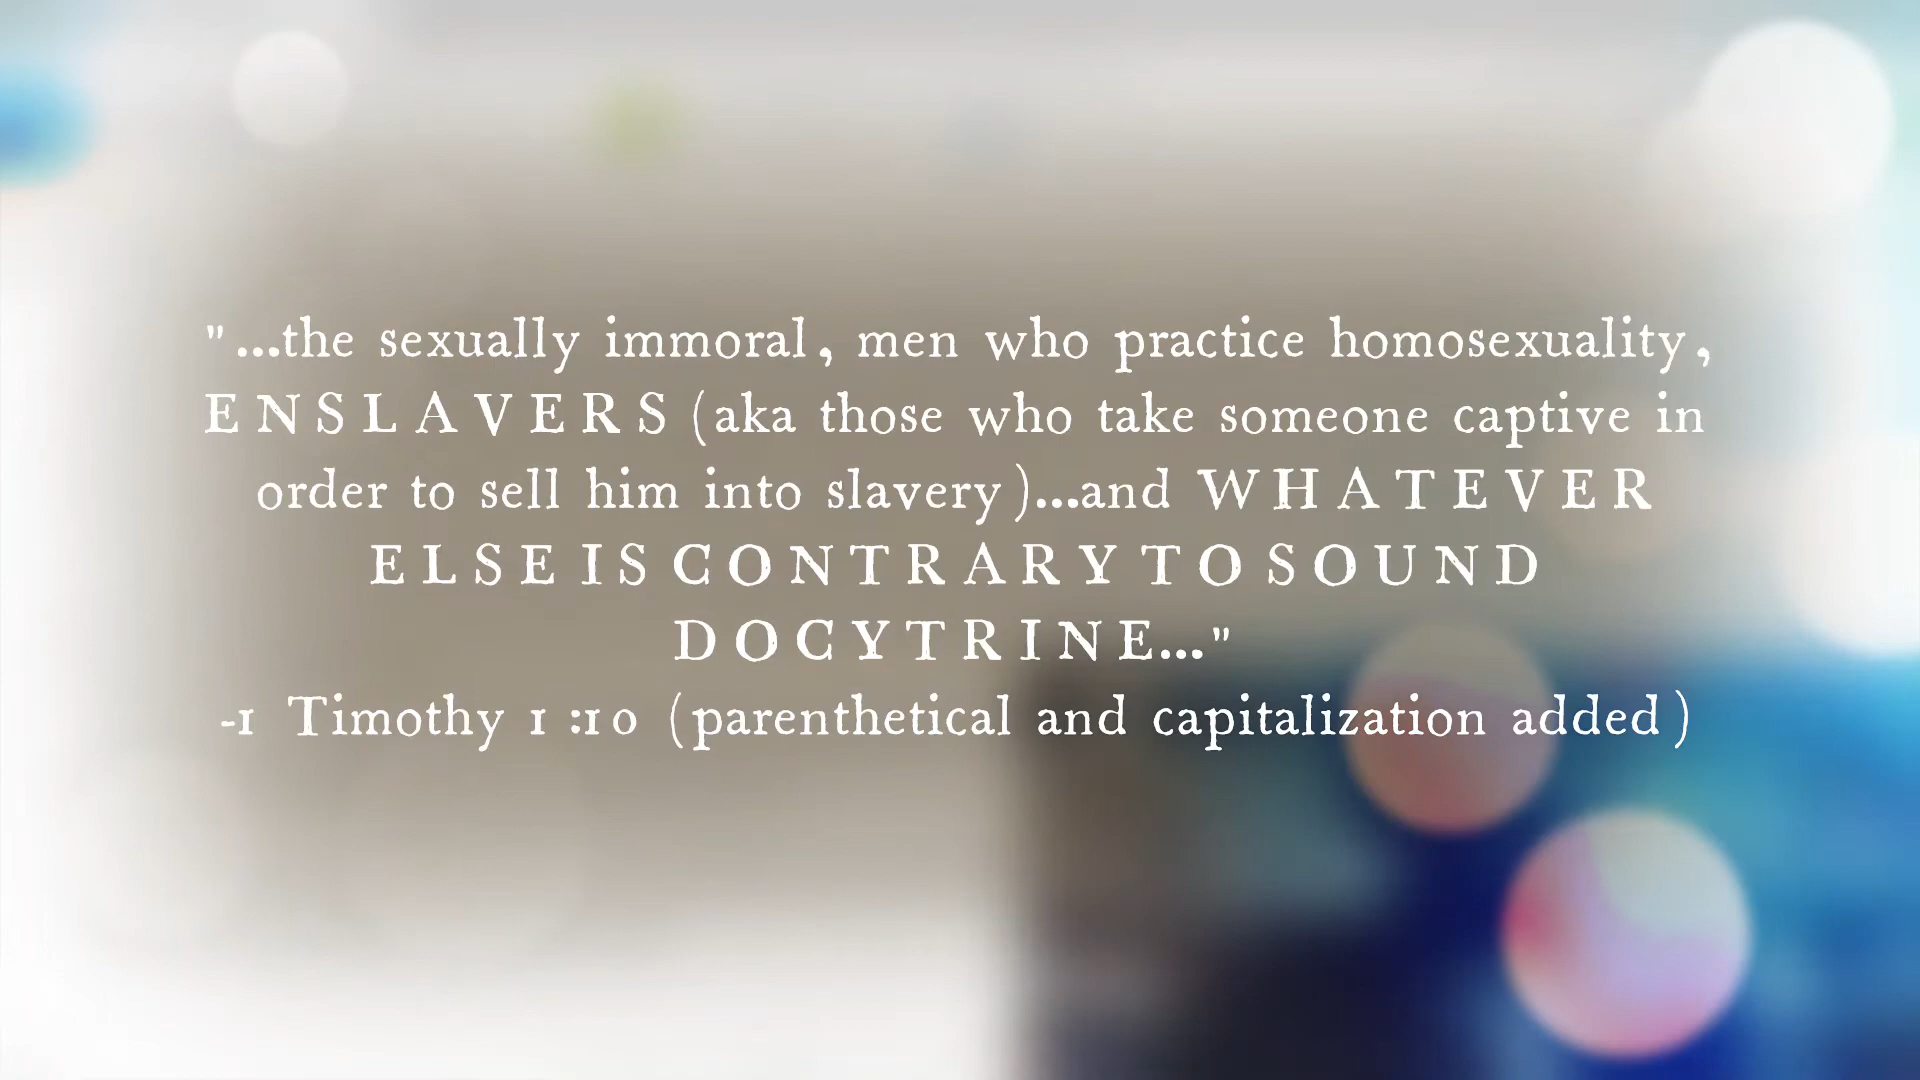 "...the sexually immoral, men who practice homosexuality,
ENSLAVERS (aka those who take someone captive in
order to sell him into slavery)...and WHATEVER
ELSE IS CONTRARY TO SOUND
DOCYTRINE..."
-1 Timothy 1:10 (parenthetical and capitalization added)